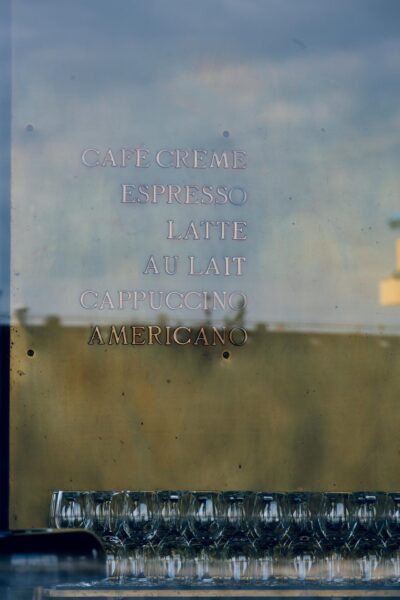 CAFÉ CREME
ESPRESSO
LATTE
AU LAIT
CAPPUCCINO
AMERICANO